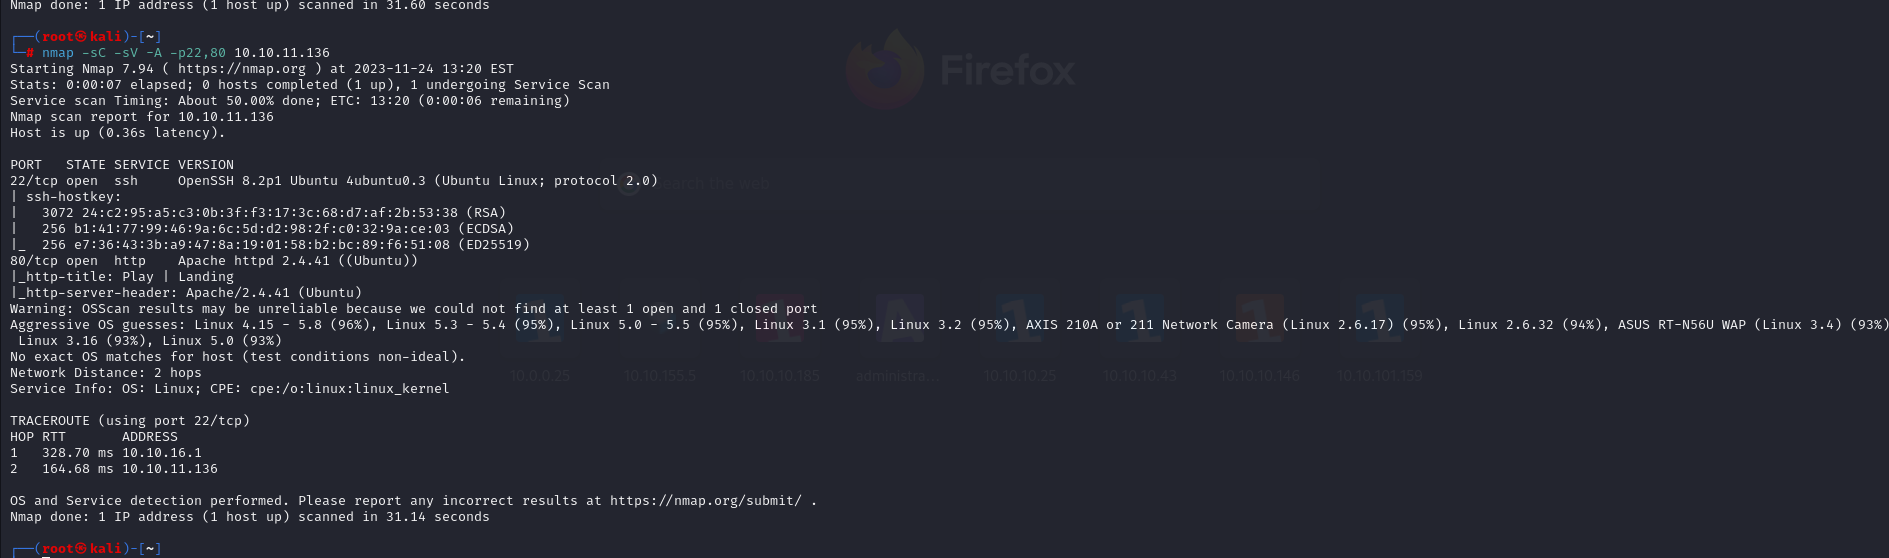 Nmap done: 1 IP address (1 host up) scanned in 31.60 seconds
┌──(root㉿kali)-[~]
└─# nmap -sC -sV -A -p22,80 10.10.11.136
Starting Nmap 7.94 ( https://nmap.org ) at 2023-11-24 13:20 EST
Stats: 0:00:07 elapsed; 0 hosts completed (1 up), 1 undergoing Service Scan
Service scan Timing: About 50.00% done; ETC: 13:20 (0:00:06 remaining)
Nmap scan report for 10.10.11.136
Host is up (0.36s latency).
PORT   STATE SERVICE VERSION
22/tcp open  ssh     OpenSSH 8.2p1 Ubuntu 4ubuntu0.3 (Ubuntu Linux; protocol 2.0)
| ssh-hostkey:
|   3072 24:c2:95:a5:c3:0b:3f:f3:17:3c:68:d7:af:2b:53:38 (RSA)
|   256 b1:41:77:99:46:9a:6c:5d:d2:98:2f:c0:32:9a:ce:03 (ECDSA)
|_  256 e7:36:43:3b:a9:47:8a:19:01:58:b2:bc:89:f6:51:08 (ED25519)
80/tcp open  http    Apache httpd 2.4.41 ((Ubuntu))
|_http-title: Play | Landing
|_http-server-header: Apache/2.4.41 (Ubuntu)
Warning: OSScan results may be unreliable because we could not find at least 1 open and 1 closed port
Aggressive OS guesses: Linux 4.15 - 5.8 (96%), Linux 5.3 - 5.4 (95%), Linux 5.0 - 5.5 (95%), Linux 3.1 (95%), Linux 3.2 (95%), AXIS 210A or 211 Network Camera (Linux 2.6.17) (95%), Linux 2.6.32 (94%), ASUS RT-N56U WAP (Linux 3.4) (93%)
 Linux 3.16 (93%), Linux 5.0 (93%)
No exact OS matches for host (test conditions non-ideal).
Network Distance: 2 hops
Service Info: OS: Linux; CPE: cpe:/o:linux:linux_kernel
TRACEROUTE (using port 22/tcp)
HOP RTT       ADDRESS
1   328.70 ms 10.10.16.1
2   164.68 ms 10.10.11.136
OS and Service detection performed. Please report any incorrect results at https://nmap.org/submit/ .
Nmap done: 1 IP address (1 host up) scanned in 31.14 seconds
┌──(root㉿kali)-[~]
Firefox
Search the web
10.0.0.25
10.10.155.5
10.10.10.185
administra...
10.10.10.25
10.10.10.43
10.10.10.146
10.10.101.159